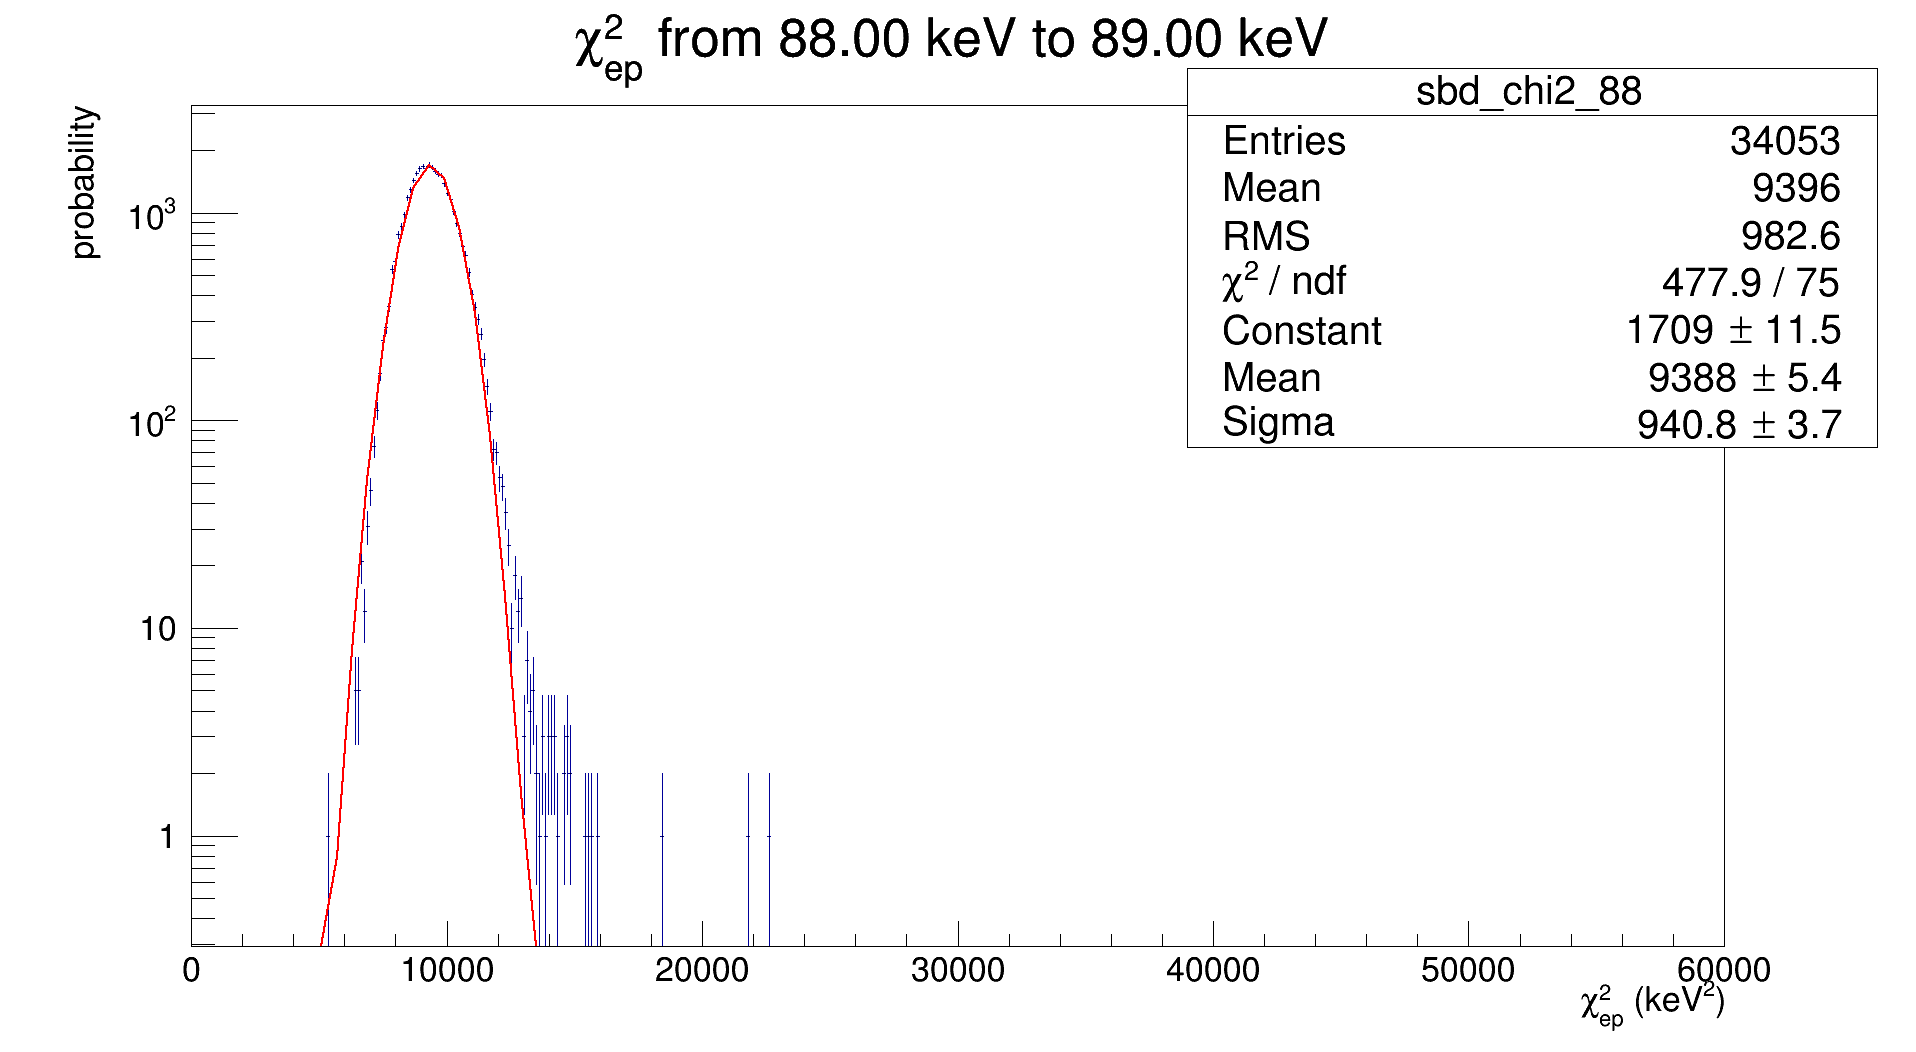 χ²ep from 88.00 keV to 89.00 keV
sbd_chi2_88
Entries 34053
Mean 9396
RMS 982.6
χ² / ndf 477.9 / 75
Constant 1709 ± 11.5
Mean 9388 ± 5.4
Sigma 940.8 ± 3.7
probability
10³
10²
10
1
0 10000 20000 30000 40000 50000 60000
χ²ep (keV²)